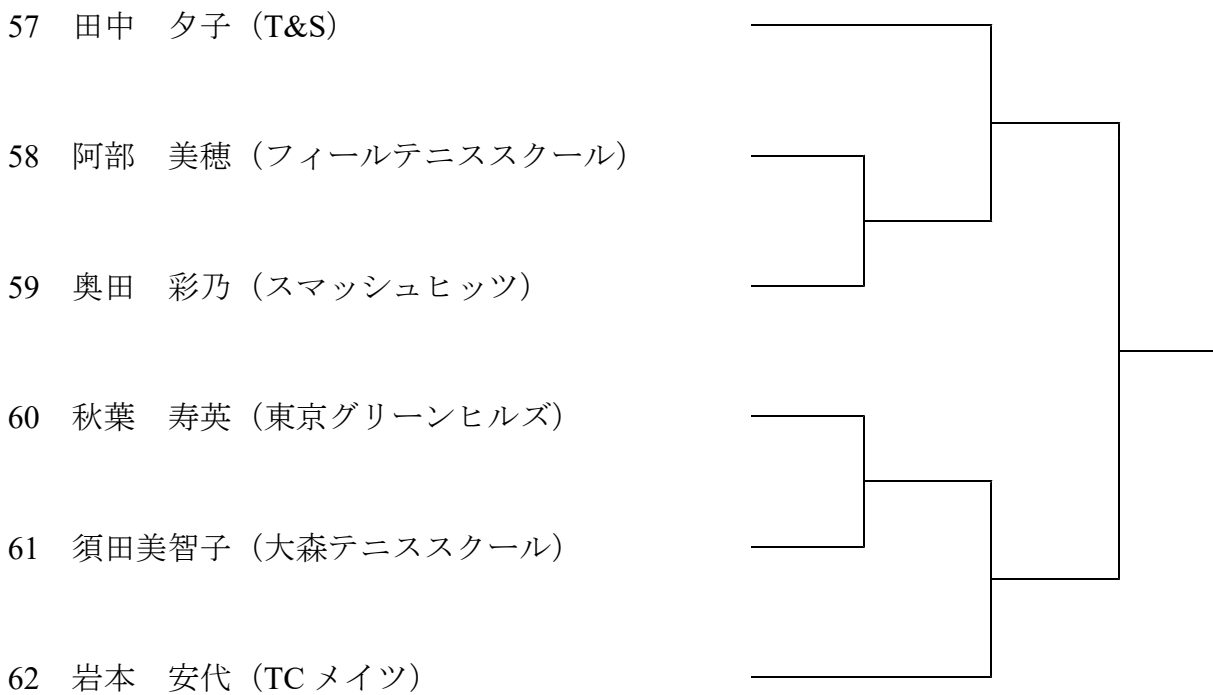 57 田中　夕子（T&S）
58 阿部　美穂（フィールテニススクール）
59 奥田　彩乃（スマッシュヒッツ）
60 秋葉　寿英（東京グリーンヒルズ）
61 須田美智子（大森テニススクール）
62 岩本　安代（TC メイツ）